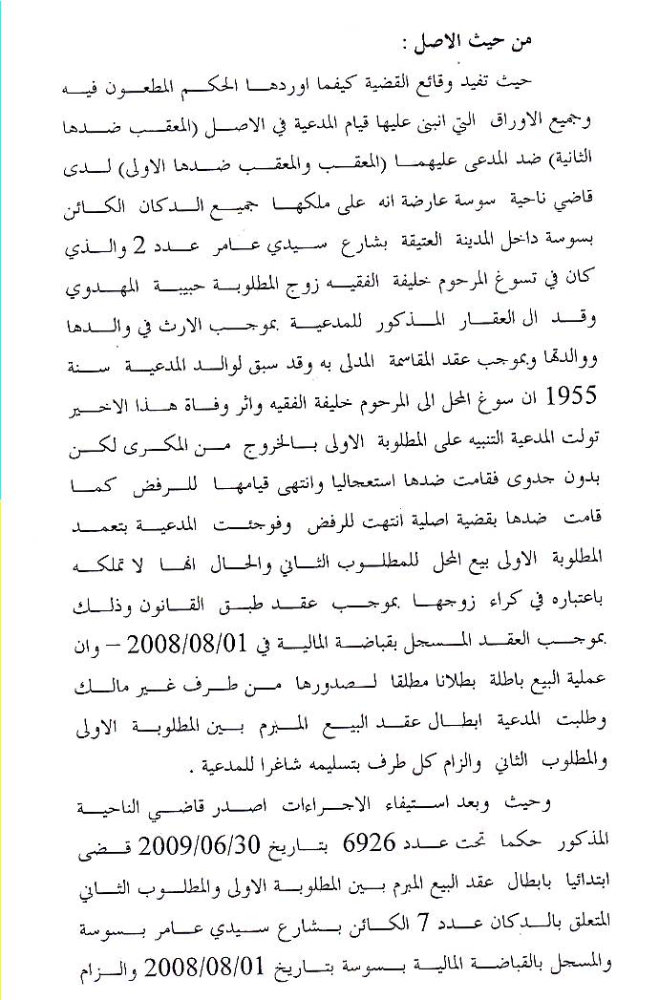 من حيث الاصل :
حيث تفيد وقائع القضية كيفما اوردها الحكم المطعون فيه
وجميع الاوراق التي انبنى عليها قيام المدعية في الاصل (المعقب ضدها
الثانية) ضد المدعى عليهما (المعقب والمعقب ضدها الاولى) لدى
قاضي ناحية سوسة عارضة انه على ملكها جميع الدكان الكائن
بسوسة داخل المدينة العتيقة بشارع سيدي عامر عدد 2 والذي
كان في تسوغ المرحوم خليفة الفقيه زوج المطلوبة حبيبة المهدوي
وقد ال العقار المذكور للمدعية بموجب الارث في والدها
ووالدتها وبموجب عقد المقاسمة المدلى به وقد سبق لوالد المدعية سنة
1955 ان سوغ المحل الى المرحوم خليفة الفقيه واثر وفاة هذا الاخير
تولت المدعية التنبيه على المطلوبة الاولى بالخروج من المكرى لكن
بدون جدوى فقامت ضدها استعجاليا وانتهى قيامها للرفض كما
قامت ضدها بقضية اصلية انتهت للرفض وفوجئت المدعية بتعمد
المطلوبة الاولى بيع المحل للمطلوب الثاني والحال انها لا تملكه
باعتباره في كراء زوجها بموجب عقد طبق القانون وذلك
بموجب العقد المسجل بقباضة المالية في 2008/08/01 – وان
عملية البيع باطلة بطلانا مطلقا لصدورها من طرف غير مالك
وطلبت المدعية ابطال عقد البيع المبرم بين المطلوبة الاولى
والمطلوب الثاني والزام كل طرف بتسليمه شاغرا للمدعية .
وحيث وبعد استيفاء الاجراءات اصدر قاضي الناحية
المذكور حكما تحت عدد 6926 بتاريخ 2009/06/30 قضى
ابتدائيا بابطال عقد البيع المبرم بين المطلوبة الاولى والمطلوب الثاني
المتعلق بالدكان عدد 7 الكائن بشارع سيدي عامر بسوسة
والمسجل بالقباضة المالية بسوسة بتاريخ 2008/08/01 والزام